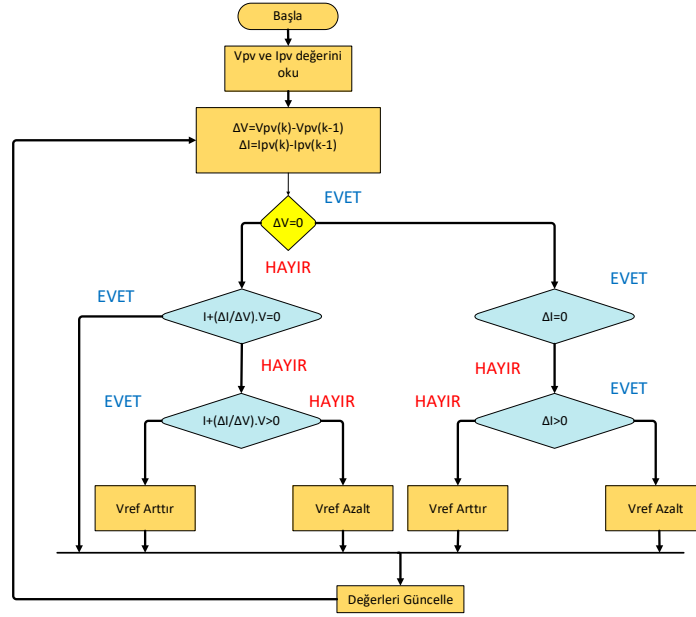 Başla
Vpv ve Ipv değerini
oku
ΔV=Vpv(k)-Vpv(k-1)
ΔI=Ipv(k)-Ipv(k-1)
EVET
ΔV=0
HAYIR
EVET
EVET
I+(ΔI/ΔV).V=0
ΔI=0
HAYIR
HAYIR
EVET
EVET
HAYIR
HAYIR
I+(ΔI/ΔV).V>0
ΔI>0
Vref Arttır
Vref Azalt
Vref Arttır
Vref Azalt
Değerleri Güncelle